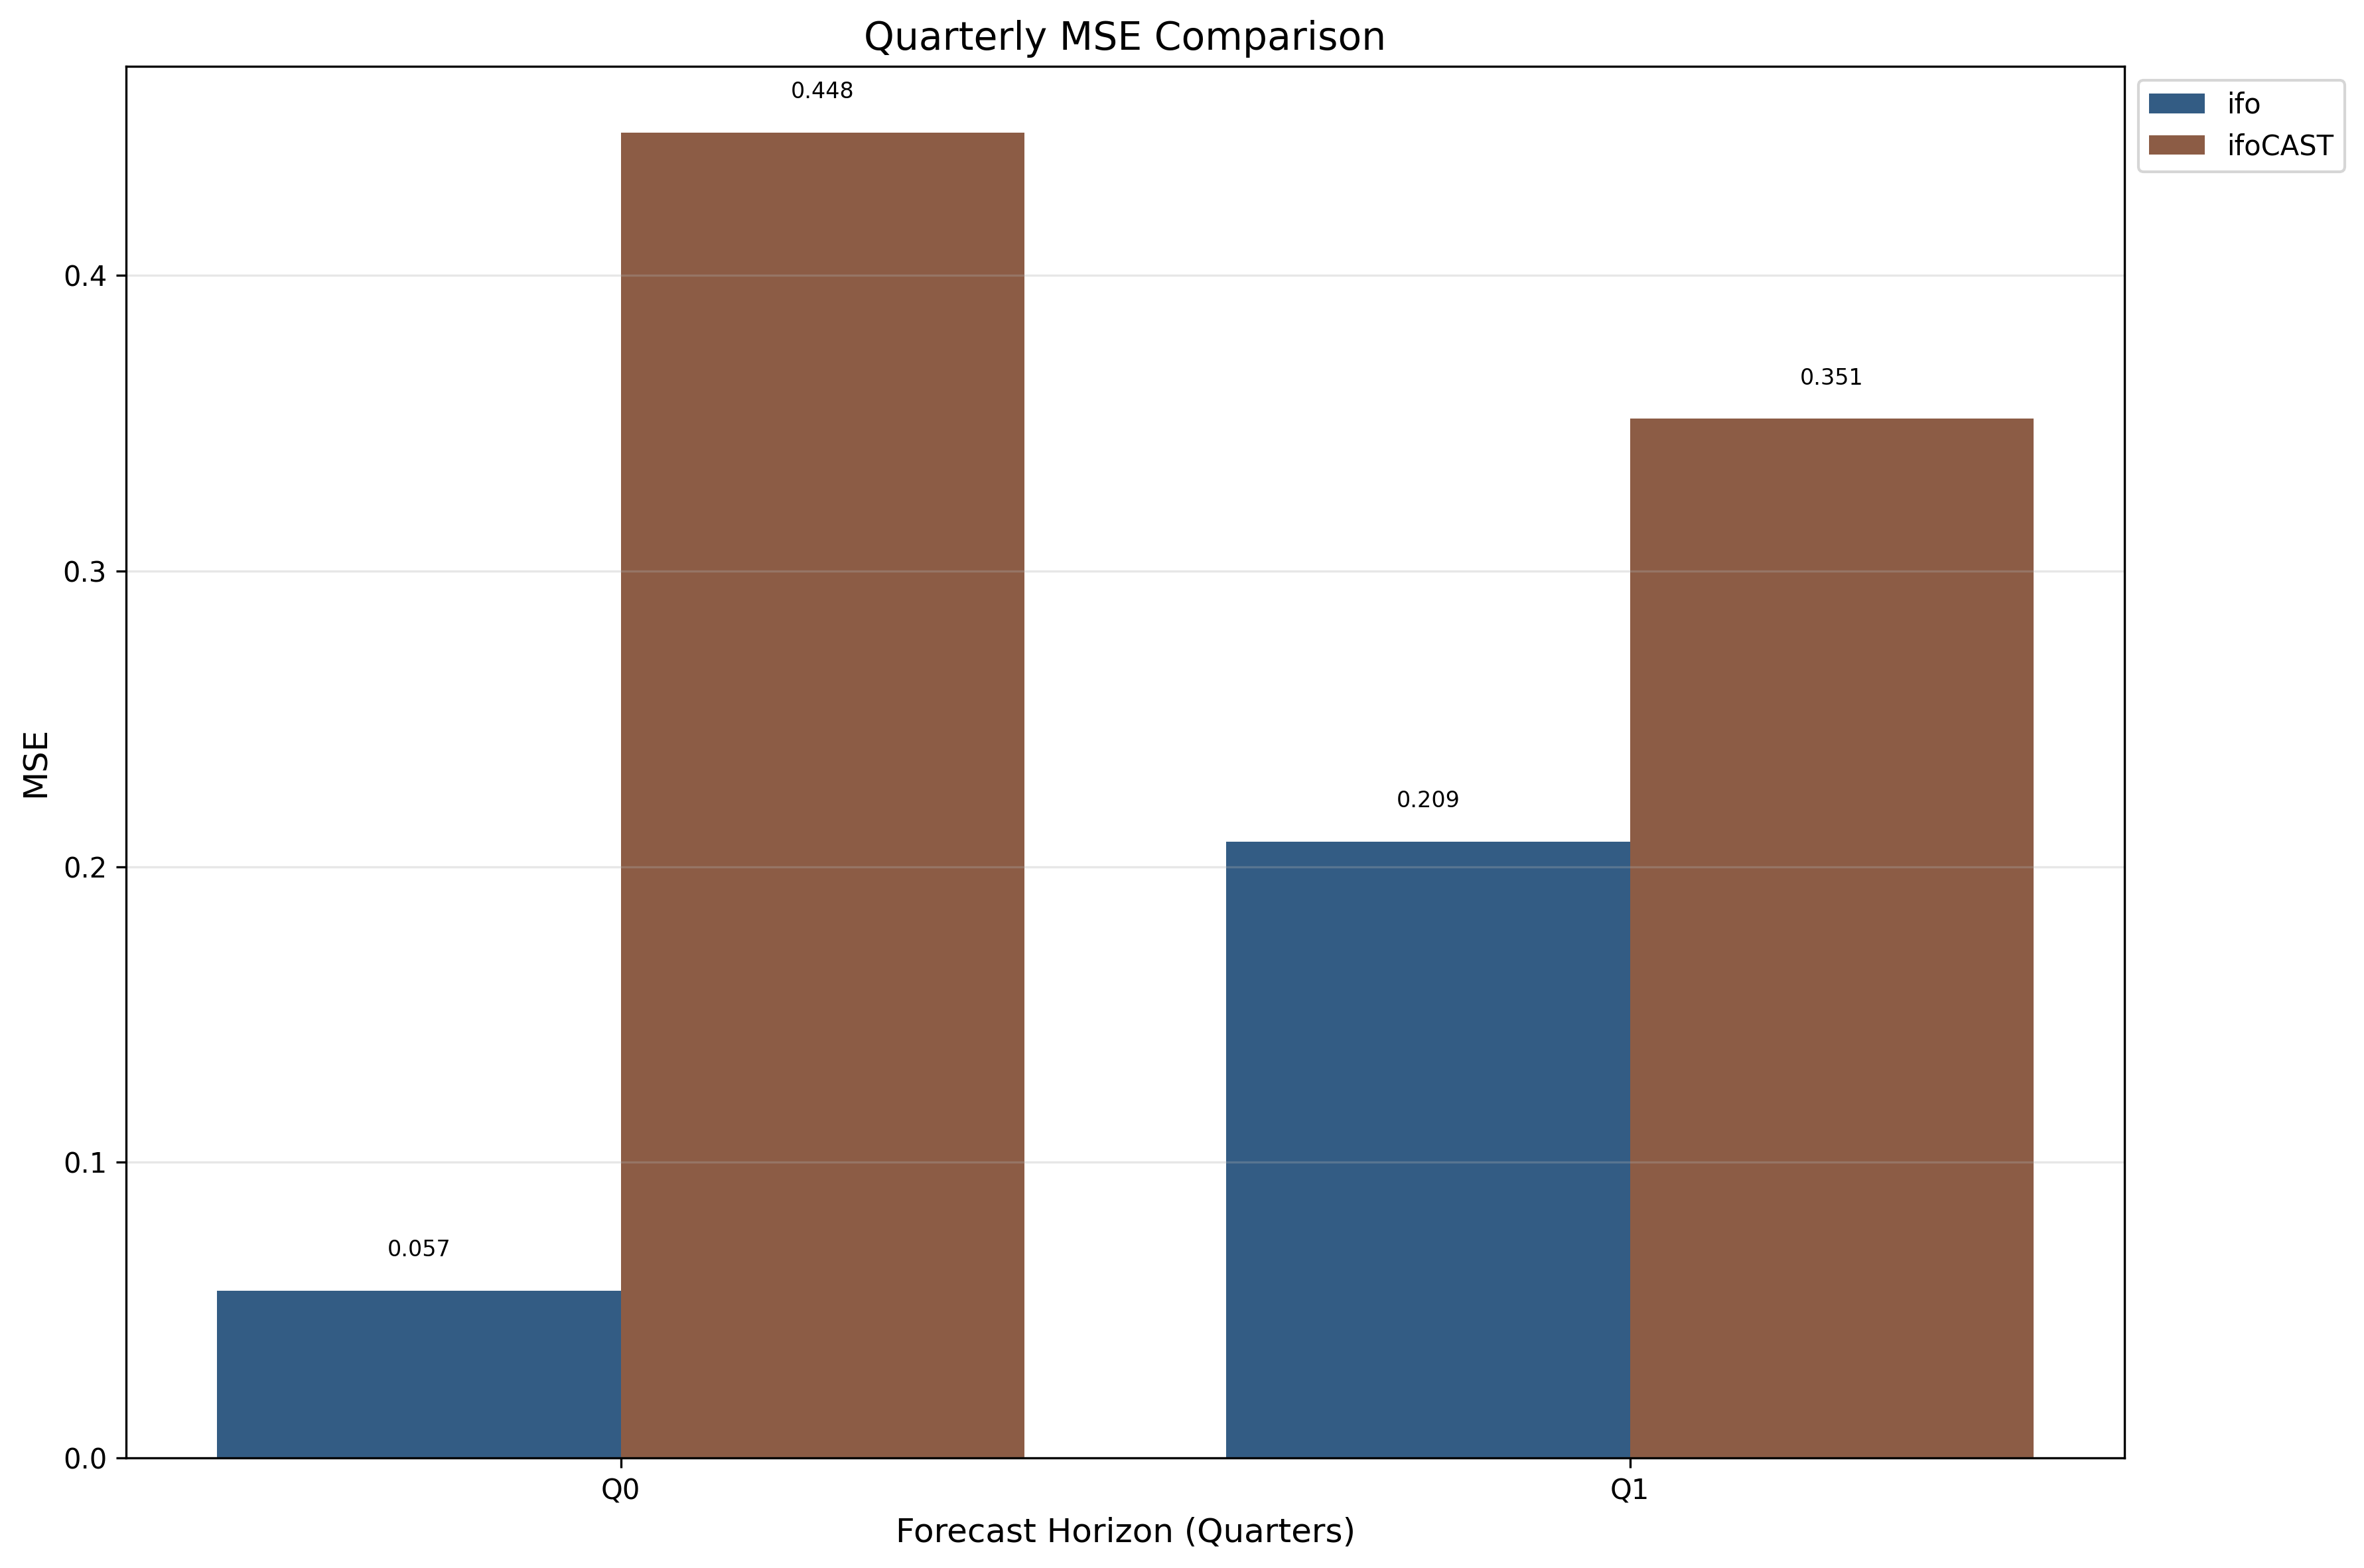 Quarterly MSE Comparison
0.448
ifo
ifoCAST
0.4
0.351
0.3
MSE
0.209
0.2
0.1
0.057
0.0
Q0
Q1
Forecast Horizon (Quarters)